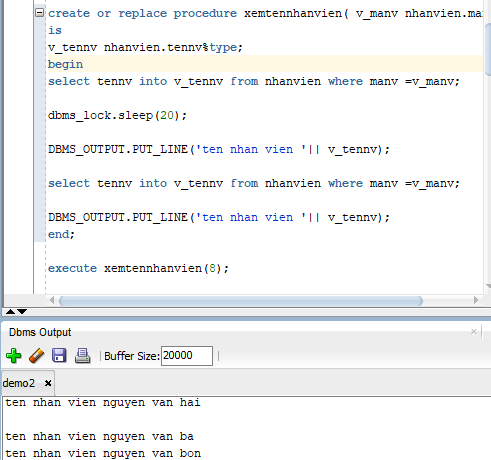 create or replace procedure xemtennhanvien( v_manv nhanvien.ma
is
v_tennv nhanvien.tennv%type;
begin
select tennv into v_tennv from nhanvien where manv =v_manv;
dbms_lock.sleep(20);
DBMS_OUTPUT.PUT_LINE('ten nhan vien '|| v_tennv);
select tennv into v_tennv from nhanvien where manv =v_manv;
DBMS_OUTPUT.PUT_LINE('ten nhan vien '|| v_tennv);
end;
execute xemtennhanvien(8);
Dbms Output
Buffer Size: 20000
demo2
ten nhan vien nguyen van hai
ten nhan vien nguyen van ba
ten nhan vien nguyen van bon